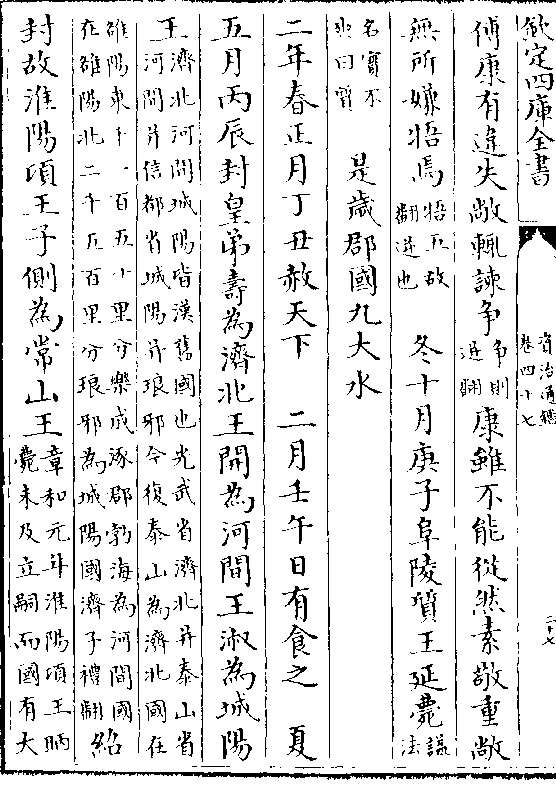 欽定四庫全書
資治通鑑
卷四十七
二十七
傅康有違失敞輒諫争争則迸翻康雖不能從然素敬重敞
無所嫌牾焉牾五故翻逆也 冬十月庚子阜陵質王延薨諡法
名實不爽曰質 是歲郡國九大水
二年春正月丁丑赦天下 二月壬午日有食之 夏
五月丙辰封皇弟壽為濟北王開為河間王淑為城陽
王濟北河間城陽皆漢舊國也光武省濟北并泰山省河間并信都省城陽并琅邪今復泰山為濟北國在
雒陽東千一百五十里分樂成涿郡勃海為河間國在雒陽北二千五百里分琅邪為城陽國濟子禮翻紹
封故淮陽頃王子側為常山王章和元年淮陽頃王昞薨未及立嗣而國有大